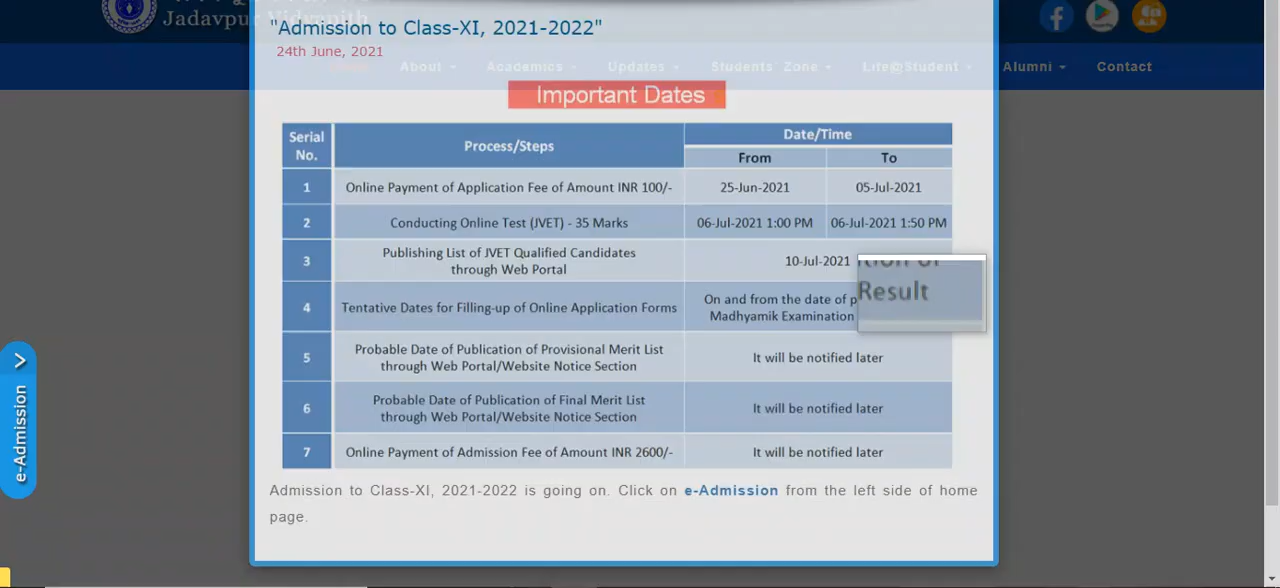 Jadavpur Vidyapith
"Admission to Class-XI, 2021-2022"
24th June, 2021
About
Academics
Updates
Students Zone
Life@Student
Alumni
Contact
Important Dates
Serial No.
Process/Steps
Date/Time
From
To
1
Online Payment of Application Fee of Amount INR 100/-
25-Jun-2021
05-Jul-2021
2
Conducting Online Test (JVET) - 35 Marks
06-Jul-2021 1:00 PM
06-Jul-2021 1:50 PM
3
Publishing List of JVET Qualified Candidates
through Web Portal
10-Jul-2021
4
Tentative Dates for Filling-up of Online Application Forms
On and from the date of
Madhyamik Examination
Result
5
Probable Date of Publication of Provisional Merit List
through Web Portal/Website Notice Section
It will be notified later
6
Probable Date of Publication of Final Merit List
through Web Portal/Website Notice Section
It will be notified later
7
Online Payment of Admission Fee of Amount INR 2600/-
It will be notified later
Admission to Class-XI, 2021-2022 is going on. Click on e-Admission from the left side of home
page.
e-Admission